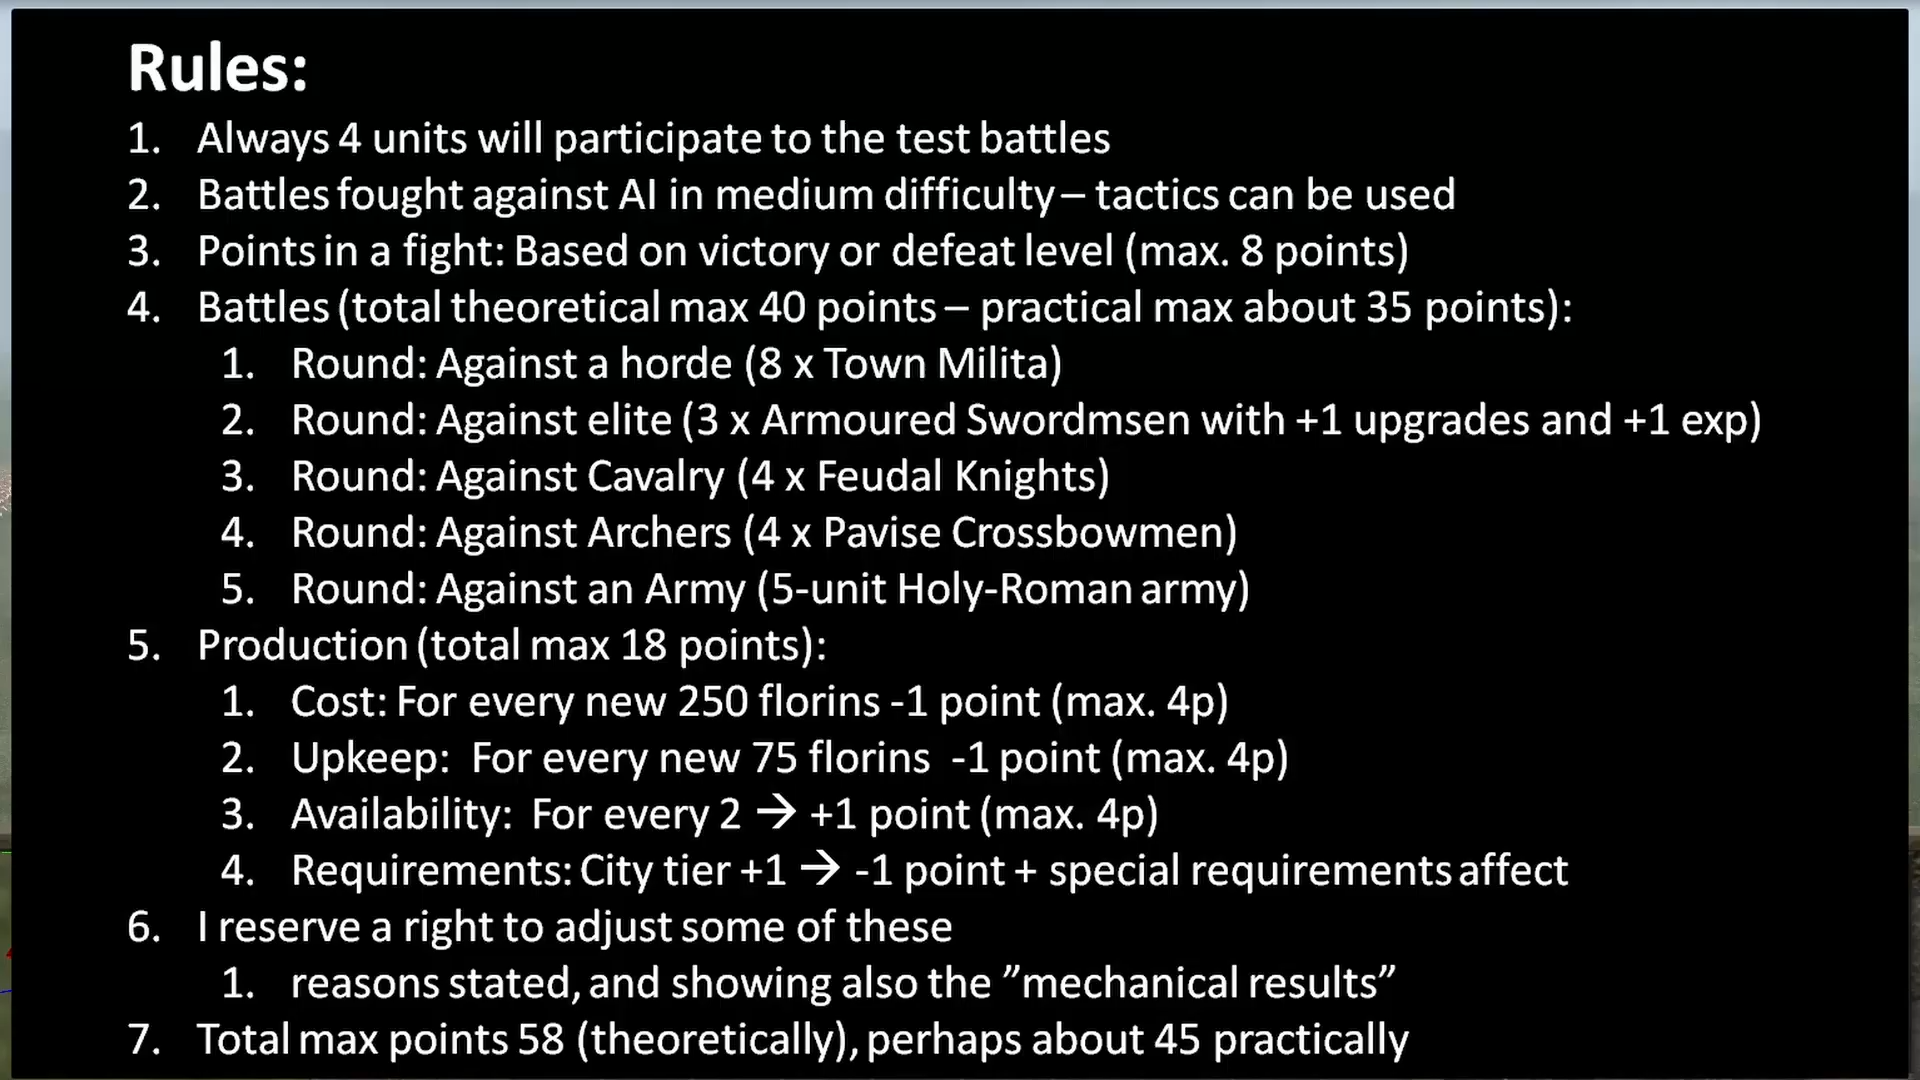 Rules:
1. Always 4 units will participate to the test battles
2. Battles fought against AI in medium difficulty – tactics can be used
3. Points in a fight: Based on victory or defeat level (max. 8 points)
4. Battles (total theoretical max 40 points – practical max about 35 points):
1. Round: Against a horde (8 x Town Milita)
2. Round: Against elite (3 x Armoured Swordmsen with +1 upgrades and +1 exp)
3. Round: Against Cavalry (4 x Feudal Knights)
4. Round: Against Archers (4 x Pavise Crossbowmen)
5. Round: Against an Army (5-unit Holy-Roman army)
5. Production (total max 18 points):
1. Cost: For every new 250 florins -1 point (max. 4p)
2. Upkeep: For every new 75 florins -1 point (max. 4p)
3. Availability: For every 2 → +1 point (max. 4p)
4. Requirements: City tier +1 → -1 point + special requirements affect
6. I reserve a right to adjust some of these
1. reasons stated, and showing also the ”mechanical results”
7. Total max points 58 (theoretically), perhaps about 45 practically